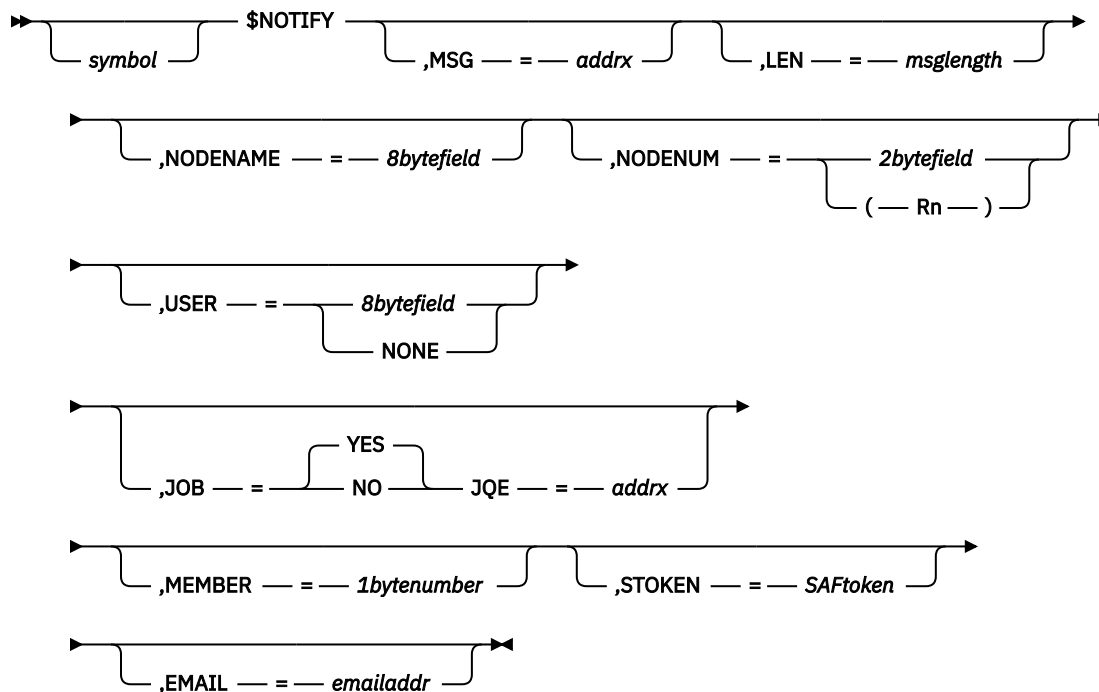 $NOTIFY
symbol
,MSG = addrx
,LEN = msglength
,NODENAME = 8bytefield
,NODENUM = 2bytefield
( Rn )
,USER = 8bytefield
NONE
YES
,JOB = NO JQE = addrx
,MEMBER = 1bytenumber
,STOKEN = SAFtoken
,EMAIL = emailaddr